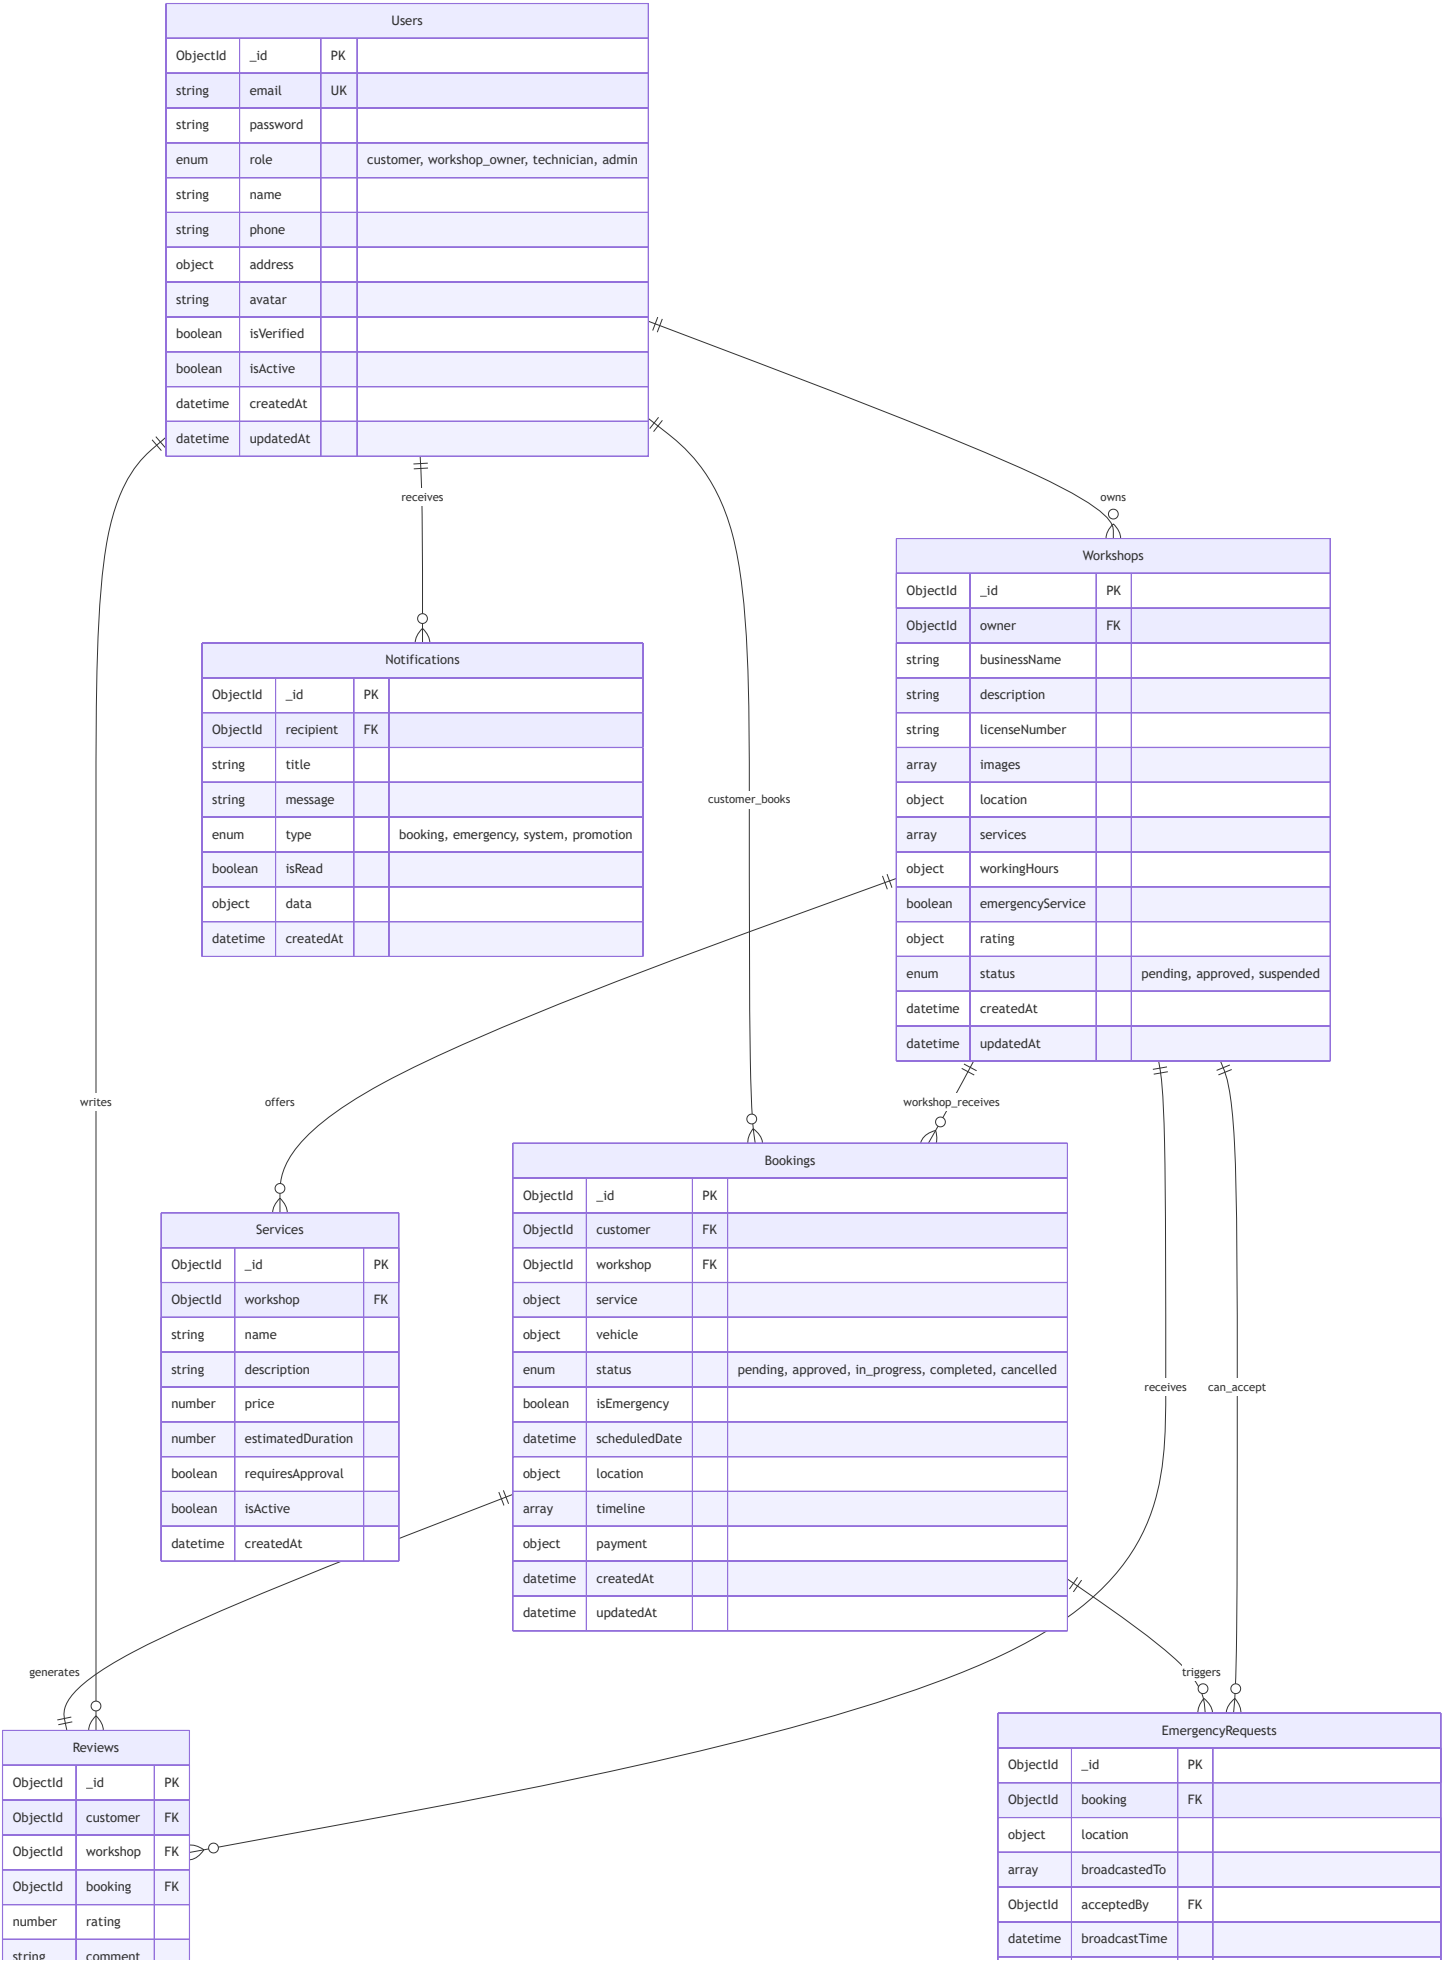 Users
ObjectId _id PK
string email UK
string password
enum role customer, workshop_owner, technician, admin
string name
string phone
object address
string avatar
boolean isVerified
boolean isActive
datetime createdAt
datetime updatedAt
receives
owns
Workshops
ObjectId _id PK
ObjectId owner FK
string businessName
string description
string licenseNumber
array images
object location
array services
object workingHours
boolean emergencyService
object rating
enum status pending, approved, suspended
datetime createdAt
datetime updatedAt
Notifications
ObjectId _id PK
ObjectId recipient FK
string title
string message
enum type booking, emergency, system, promotion
boolean isRead
object data
datetime createdAt
customer_books
writes
offers
workshop_receives
Bookings
ObjectId _id PK
ObjectId customer FK
ObjectId workshop FK
object service
object vehicle
enum status pending, approved, in_progress, completed, cancelled
boolean isEmergency
datetime scheduledDate
object location
array timeline
object payment
datetime createdAt
datetime updatedAt
Services
ObjectId _id PK
ObjectId workshop FK
string name
string description
number price
number estimatedDuration
boolean requiresApproval
boolean isActive
datetime createdAt
receives
can_accept
generates
triggers
Reviews
ObjectId _id PK
ObjectId customer FK
ObjectId workshop FK
ObjectId booking FK
number rating
string comment
EmergencyRequests
ObjectId _id PK
ObjectId booking FK
object location
array broadcastedTo
ObjectId acceptedBy FK
datetime broadcastTime